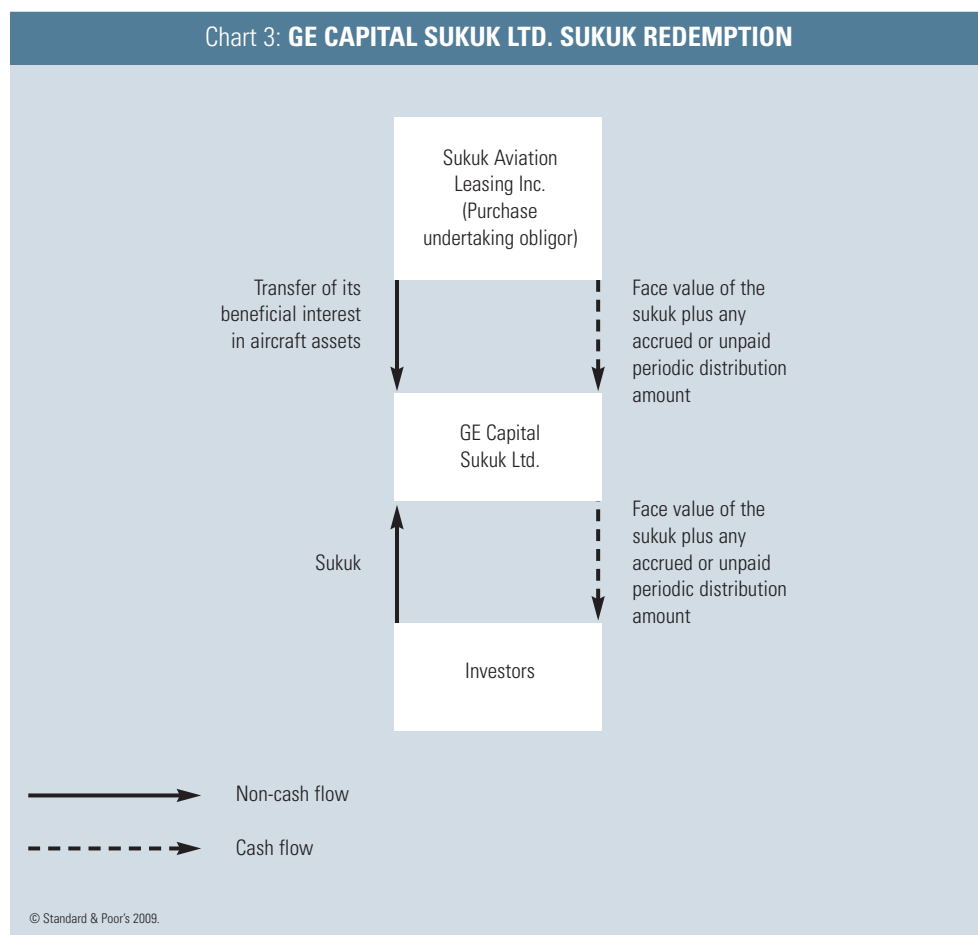 Chart 3: GE CAPITAL SUKUK LTD. SUKUK REDEMPTION
Sukuk Aviation
Leasing Inc.
(Purchase
undertaking obligor)
Transfer of its
beneficial interest
in aircraft assets
Face value of the
sukuk plus any
accrued or unpaid
periodic distribution
amount
GE Capital
Sukuk Ltd.
Sukuk
Face value of the
sukuk plus any
accrued or unpaid
periodic distribution
amount
Investors
Non-cash flow
Cash flow
© Standard & Poor's 2009.